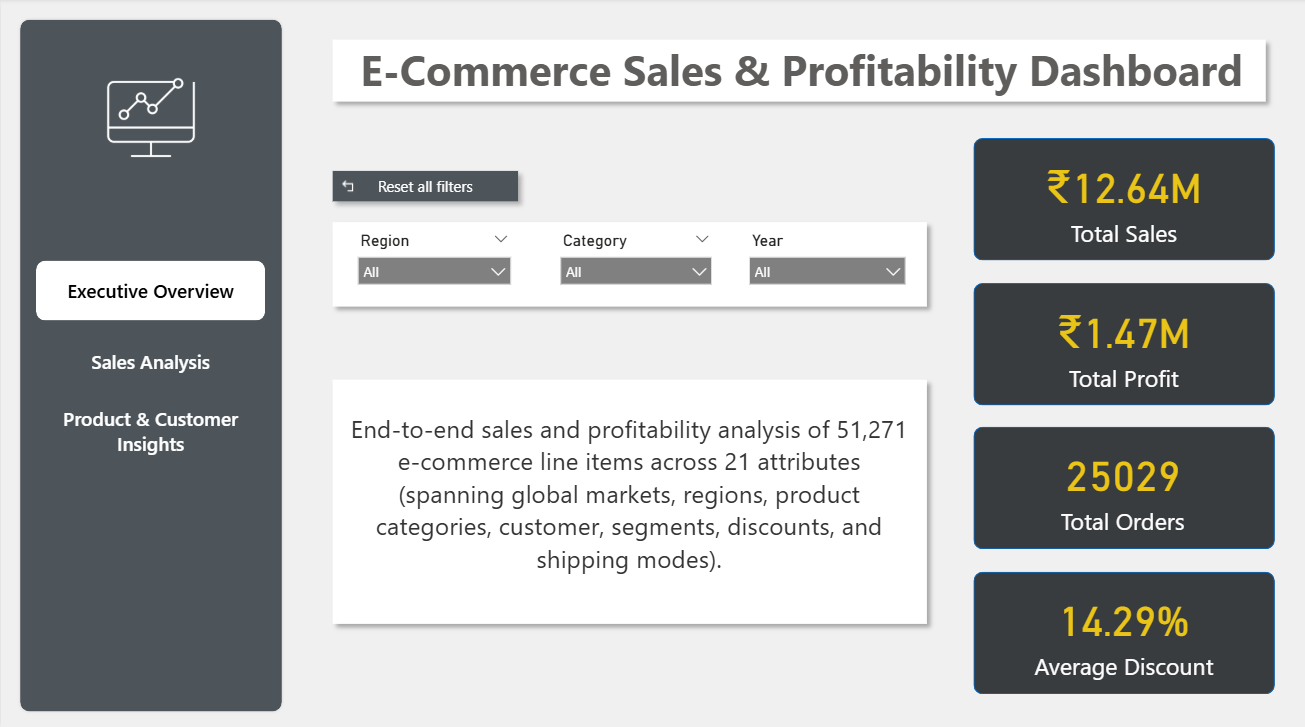 E-Commerce Sales & Profitability Dashboard
Executive Overview
Sales Analysis
Product & Customer
Insights
Reset all filters
Region
All
Category
All
Year
All
End-to-end sales and profitability analysis of 51,271
e-commerce line items across 21 attributes
(spanning global markets, regions, product
categories, customer, segments, discounts, and
shipping modes).
₹12.64M
Total Sales
₹1.47M
Total Profit
25029
Total Orders
14.29%
Average Discount